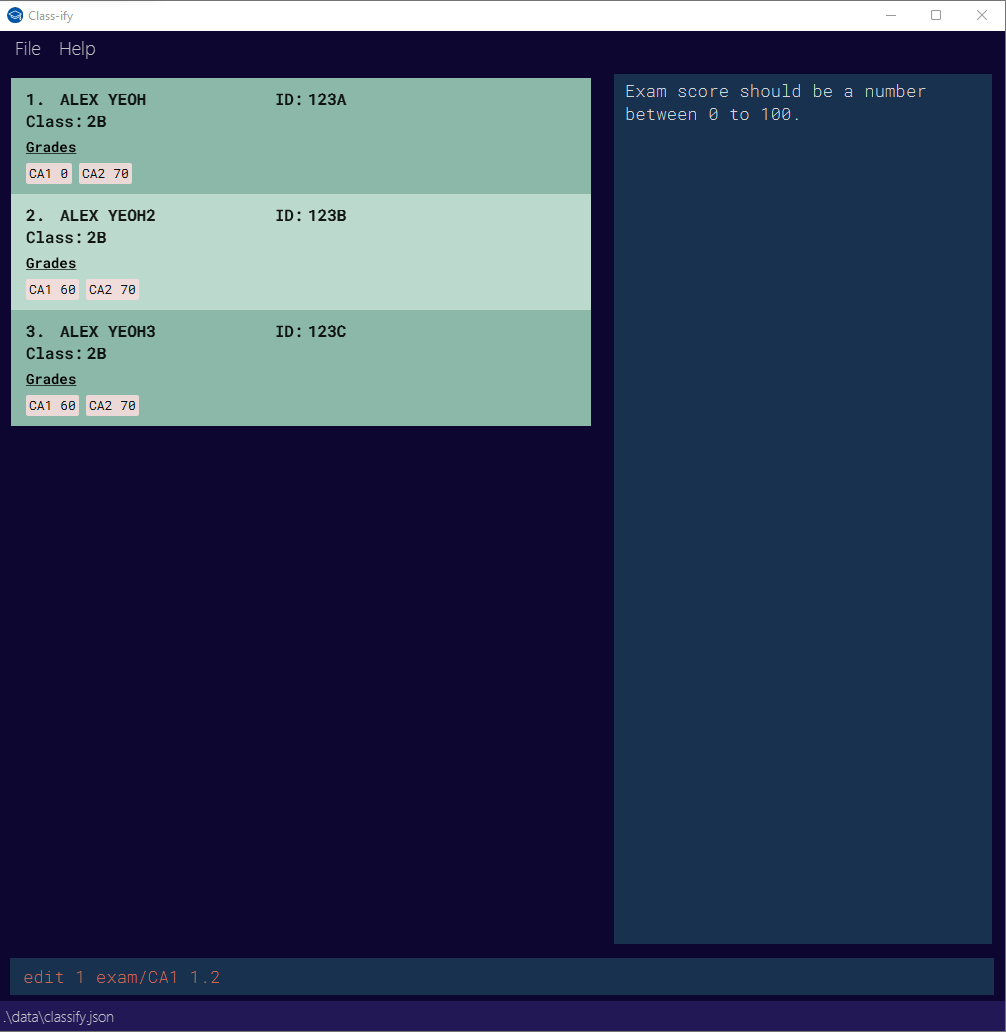 Class-ify
File Help
1. ALEX YEOH ID: 123A
Class: 2B
Grades
CA1 0 CA2 70
2. ALEX YEOH2 ID: 123B
Class: 2B
Grades
CA1 60 CA2 70
3. ALEX YEOH3 ID: 123C
Class: 2B
Grades
CA1 60 CA2 70
Exam score should be a number
between 0 to 100.
edit 1 exam/CA1 1.2
.\data\classify.json